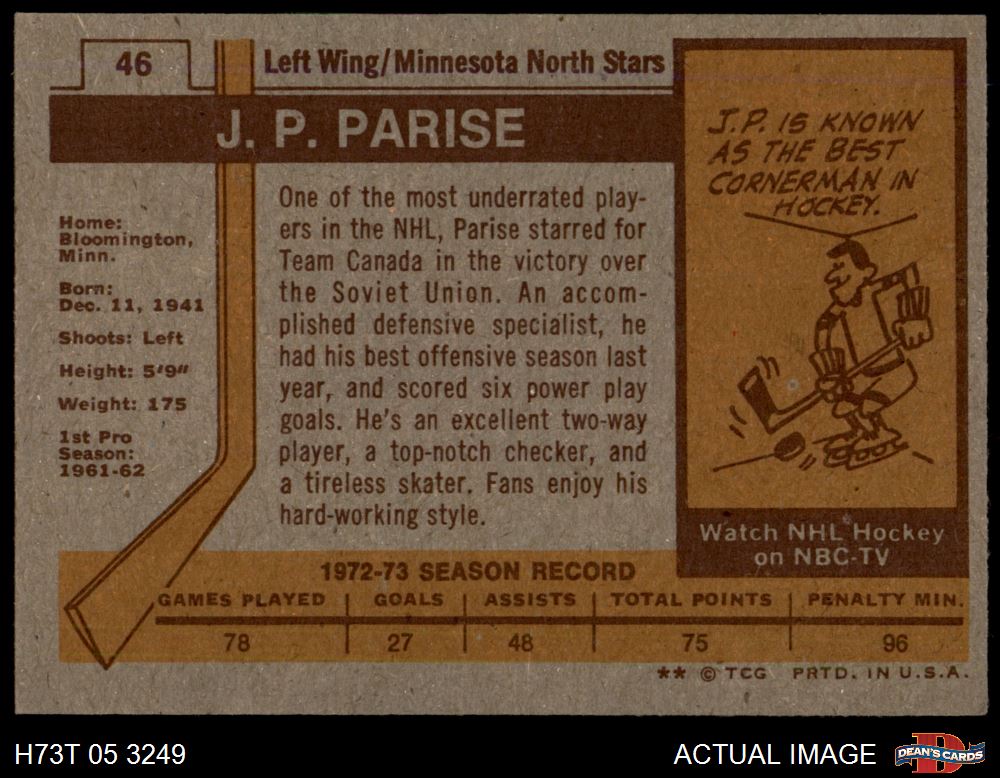 46
Left Wing/Minnesota North Stars
J. P. PARISE
Home:
Bloomington,
Minn.
Born:
Dec. 11, 1941
Shoots: Left
Height: 5'9"
Weight: 175
1st Pro
Season:
1961-62
One of the most underrated play-
ers in the NHL, Parise starred for
Team Canada in the victory over
the Soviet Union. An accom-
plished defensive specialist, he
had his best offensive season last
year, and scored six power play
goals. He's an excellent two-way
player, a top-notch checker, and
a tireless skater. Fans enjoy his
hard-working style.
J.P. IS KNOWN
AS THE BEST
CORNERMAN IN
HOCKEY.
Watch NHL Hockey
on NBC-TV
1972-73 SEASON RECORD
GAMES PLAYED GOALS ASSISTS TOTAL POINTS PENALTY MIN.
78 27 48 75 96
** © TCG PRTD. IN U.S.A.
H73T 05 3249
ACTUAL IMAGE
DEAN'S CARDS